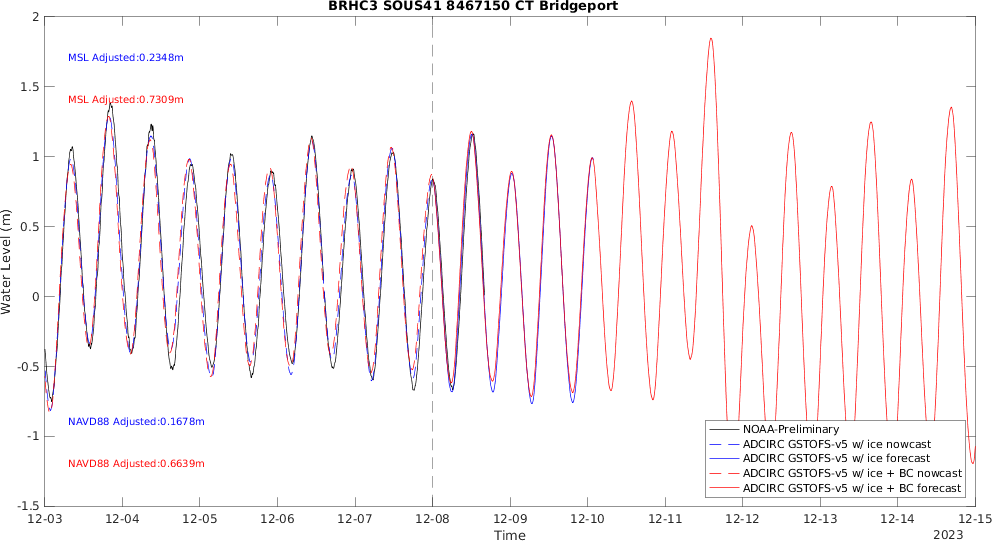 BRHC3 SOUS41 8467150 CT Bridgeport
2
1.5
1
0.5
0
-0.5
-1
-1.5
Water Level (m)
MSL Adjusted:0.2348m
MSL Adjusted:0.7309m
NAVD88 Adjusted:0.1678m
NAVD88 Adjusted:0.6639m
NOAA-Preliminary
ADCIRC GSTOFS-v5 w/ ice nowcast
ADCIRC GSTOFS-v5 w/ ice forecast
ADCIRC GSTOFS-v5 w/ ice + BC nowcast
ADCIRC GSTOFS-v5 w/ ice + BC forecast
12-03 12-04 12-05 12-06 12-07 12-08 12-09 12-10 12-11 12-12 12-13 12-14 12-15
Time
2023